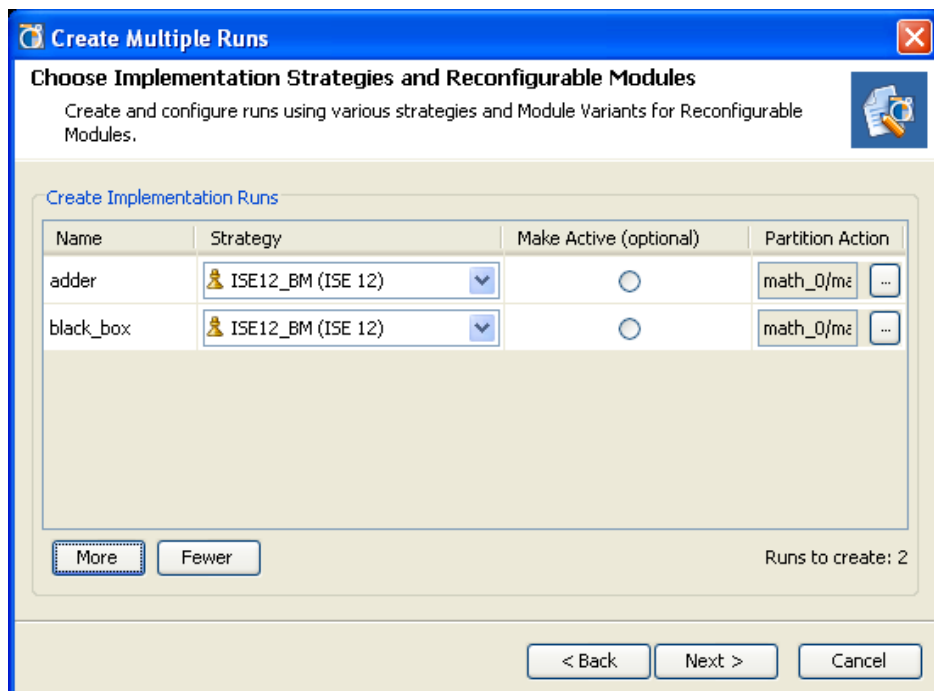 Create Multiple Runs
Choose Implementation Strategies and Reconfigurable Modules
Create and configure runs using various strategies and Module Variants for Reconfigurable
Modules.
Create Implementation Runs
Name Strategy Make Active (optional) Partition Action
adder ISE12_BM (ISE 12) math_0/ma ...
black_box ISE12_BM (ISE 12) math_0/ma ...
More Fewer Runs to create: 2
< Back Next > Cancel